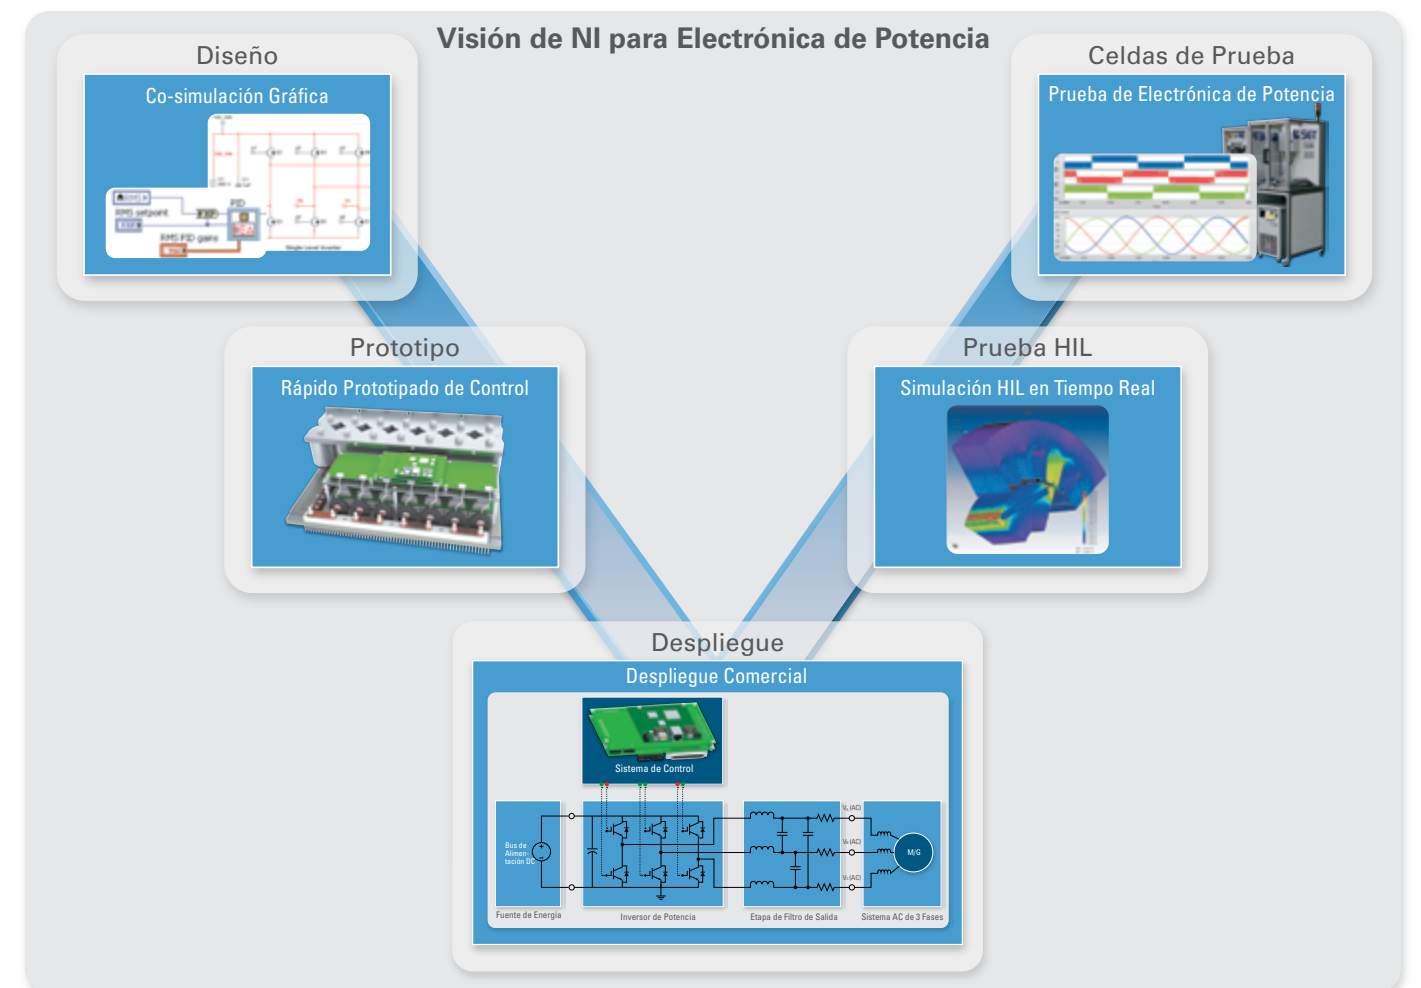 Visión de NI para Electrónica de Potencia
Diseño
Co-simulación Gráfica
RMS setpoint
PID
RMS PID gains
Single Level Inverter
Celdas de Prueba
Prueba de Electrónica de Potencia
Prototipo
Rápido Prototipado de Control
Prueba HIL
Simulación HIL en Tiempo Real
Despliegue
Despliegue Comercial
Sistema de Control
Bus de
Alimen-
tación DC
M/G
Fuente de Energía
Inversor de Potencia
Etapa de Filtro de Salida
Sistema AC de 3 Fases